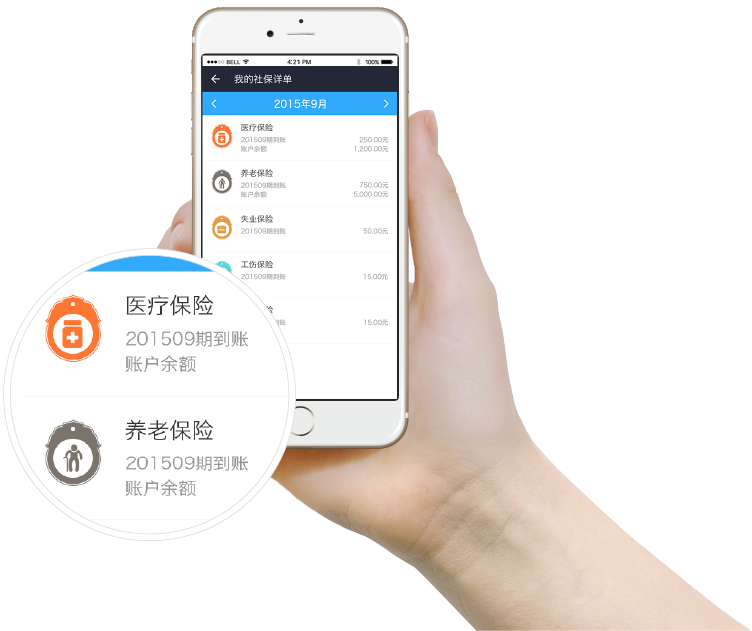 BELL 4:21 PM 100%
我的社保详单
2015年9月
医疗保险
201509期到账 250.00元
账户余额 1,200.00元
养老保险
201509期到账 750.00元
账户余额 5,000.00元
失业保险
201509期到账 50.00元
工伤保险
201509期到账 15.00元
险
账 15.00元
医疗保险
201509期到账
账户余额
养老保险
201509期到账
账户余额